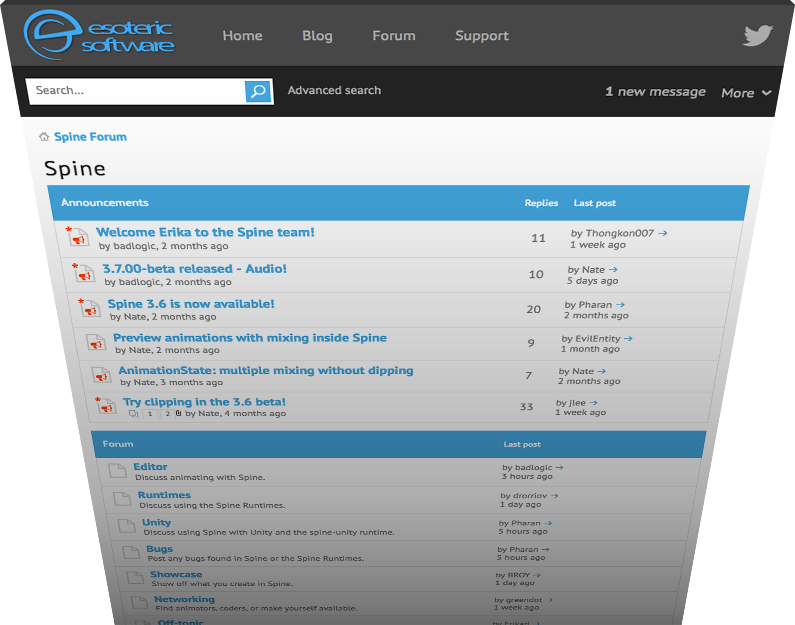 esoteric
software
Home Blog Forum Support
Search... Advanced search 1 new message More
Spine Forum
Spine
Announcements Replies Last post
Welcome Erika to the Spine team! 11 by Thongkon007
by badlogic, 2 months ago 1 week ago
3.7.00-beta released - Audio! 10 by Nate
by badlogic, 2 months ago 5 days ago
Spine 3.6 is now available! 20 by Pharan
by Nate, 2 months ago 2 months ago
Preview animations with mixing inside Spine 9 by EvilEntity
by Nate, 2 months ago 1 month ago
AnimationState: multiple mixing without dipping 7 by Nate
by Nate, 3 months ago 2 months ago
Try clipping in the 3.6 beta! 33 by jlee
1 2 by Nate, 4 months ago 1 week ago
Forum Last post
Editor by badlogic
Discuss animating with Spine. 3 hours ago
Runtimes by drorriov
Discuss using the Spine Runtimes. 1 day ago
Unity by Pharan
Discuss using Spine with Unity and the spine-unity runtime. 5 hours ago
Bugs by Pharan
Post any bugs found in Spine or the Spine Runtimes. 5 hours ago
Showcase by BROY
Show off what you create in Spine. 1 day ago
Networking by greendot
Find animators, coders, or make yourself available. 1 week ago
Off-topic